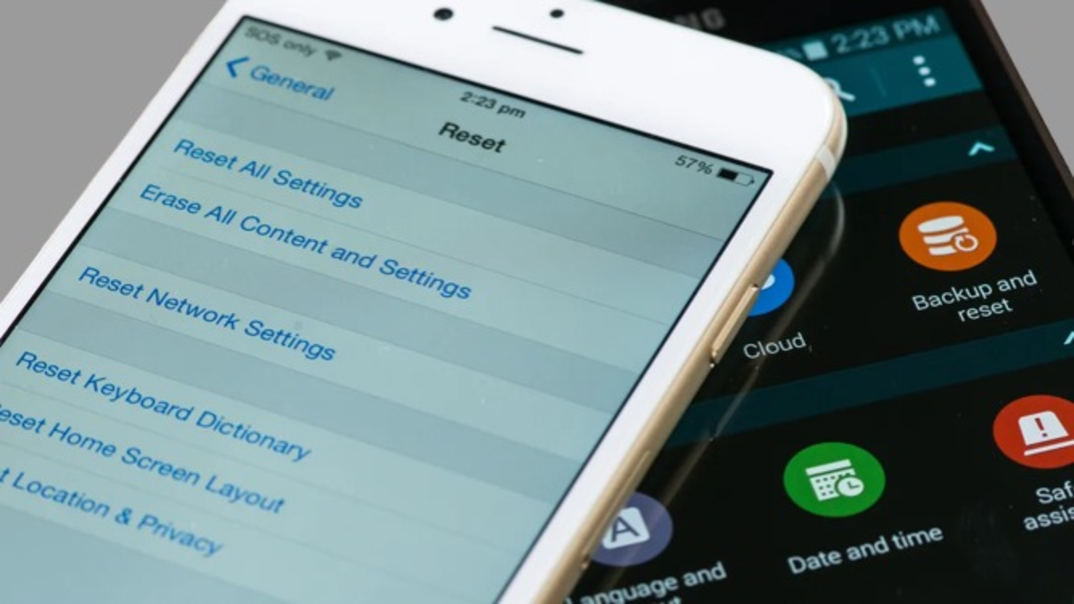 SOS only
General
2:23 pm
Reset
57%
Reset All Settings
Erase All Content and Settings
Reset Network Settings
Reset Keyboard Dictionary
eset Home Screen Layout
t Location & Privacy
NG
2:23 PM
Backup and
reset
Cloud
Date and time
Saf
assis
A
anguage and